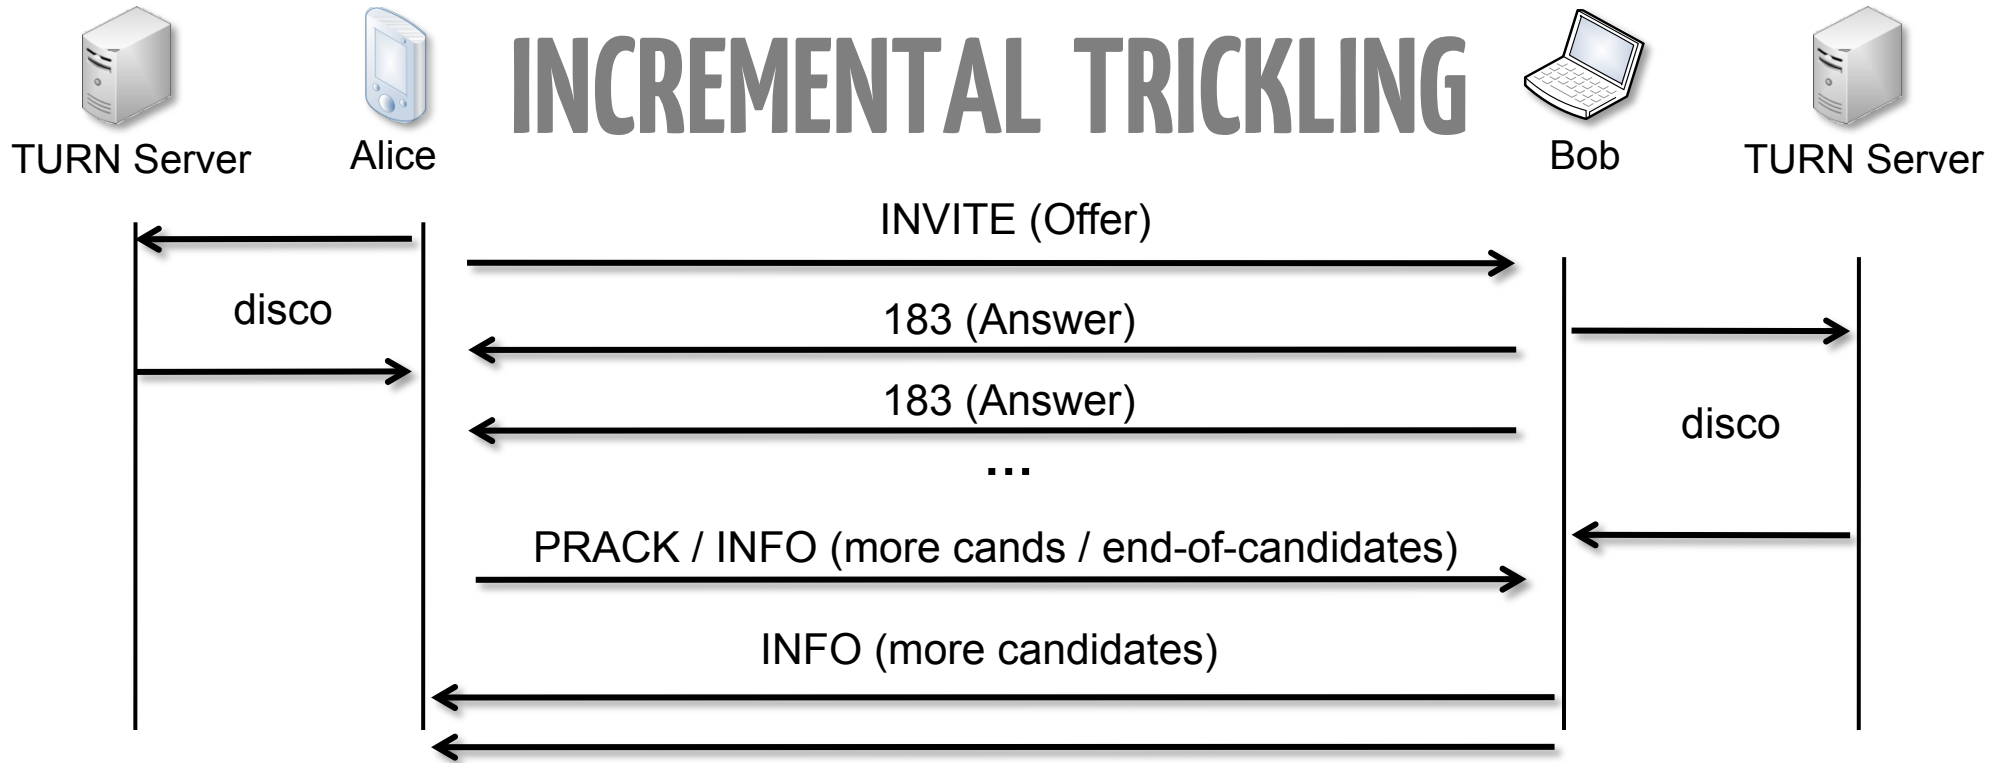 INCREMENTAL TRICKLING
TURN Server
Alice
Bob
TURN Server
INVITE (Offer)
disco
183 (Answer)
183 (Answer)
disco
...
PRACK / INFO (more cands / end-of-candidates)
INFO (more candidates)